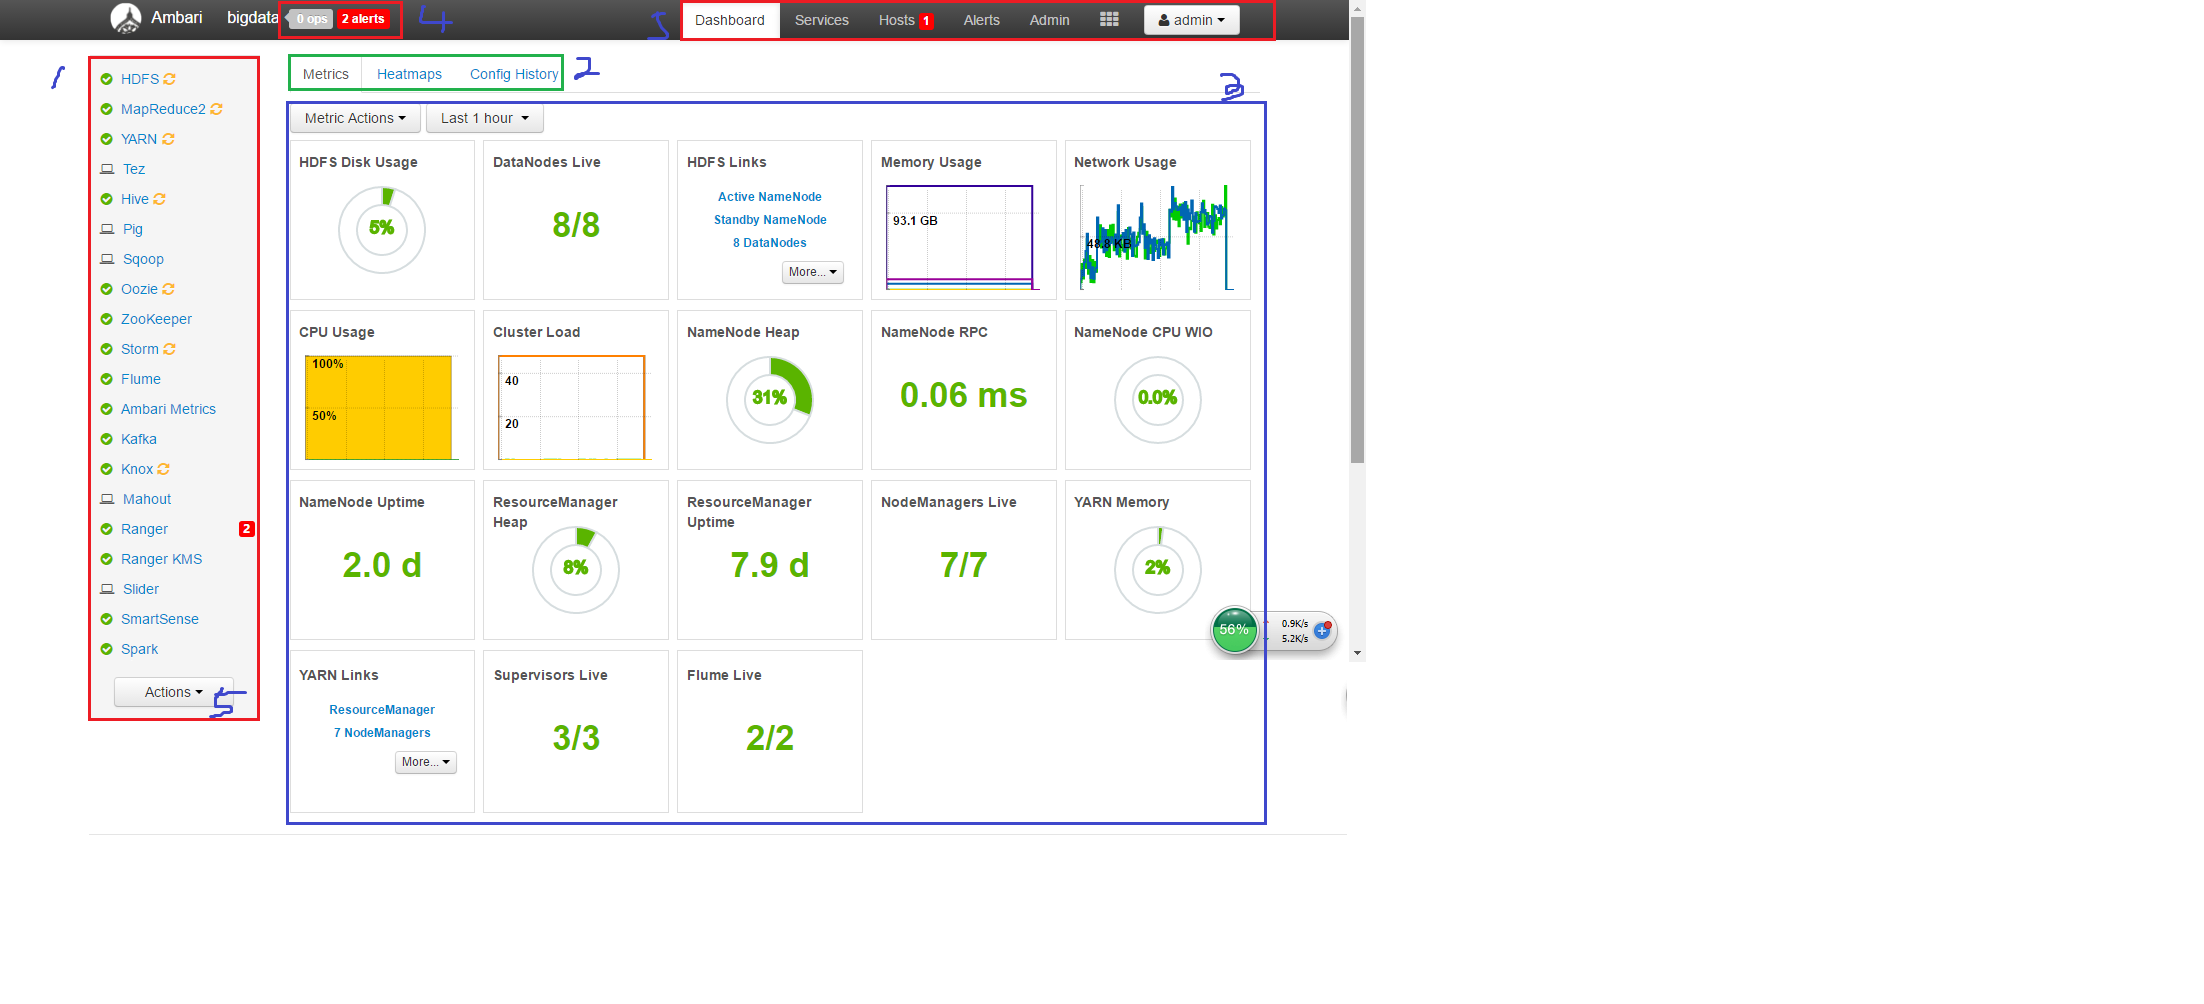 Ambari bigdata 0 ops 2 alerts 4 5 Dashboard Services Hosts 1 Alerts Admin admin
1
HDFS
MapReduce2
YARN
Tez
Hive
Pig
Sqoop
Oozie
ZooKeeper
Storm
Flume
Ambari Metrics
Kafka
Knox
Mahout
Ranger 2
Ranger KMS
Slider
SmartSense
Spark
Actions
5
Metrics Heatmaps Config History 2
3
Metric Actions Last 1 hour
HDFS Disk Usage
5%
DataNodes Live
8/8
HDFS Links
Active NameNode
Standby NameNode
8 DataNodes
More...
Memory Usage
93.1 GB
Network Usage
48.8 KB
CPU Usage
100%
50%
Cluster Load
40
20
NameNode Heap
31%
NameNode RPC
0.06 ms
NameNode CPU WIO
0.0%
NameNode Uptime
2.0 d
ResourceManager
Heap
8%
ResourceManager
Uptime
7.9 d
NodeManagers Live
7/7
YARN Memory
2%
56%
0.9K/s
5.2K/s
YARN Links
ResourceManager
7 NodeManagers
More...
Supervisors Live
3/3
Flume Live
2/2